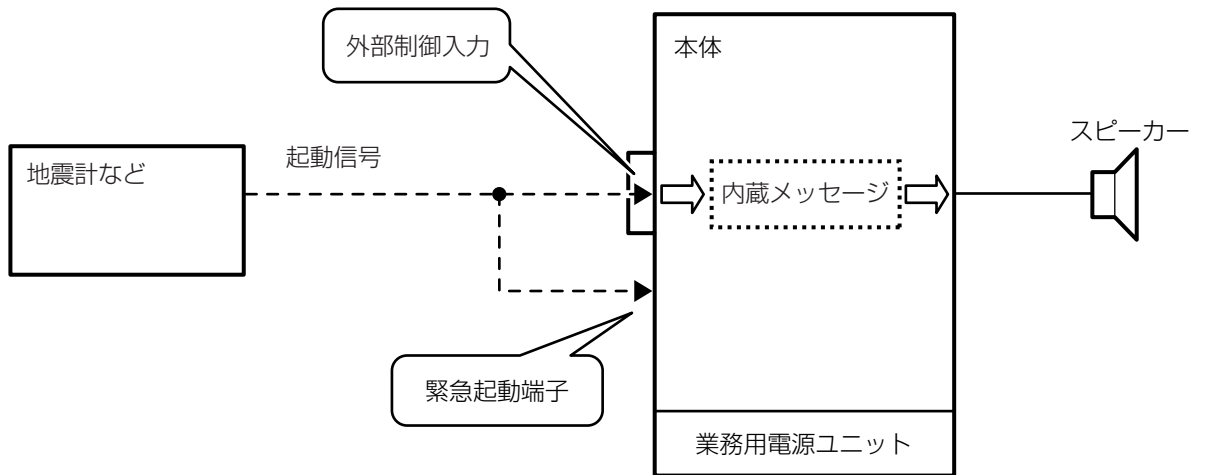 外部制御入力
本体
スピーカー
地震計など
起動信号
内蔵メッセージ
緊急起動端子
業務用電源ユニット